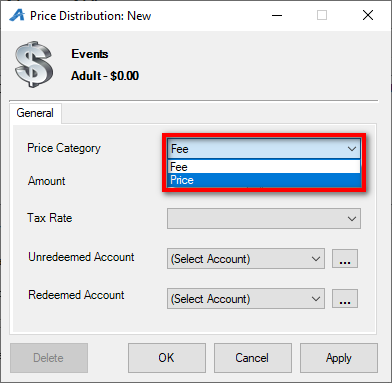 Price Distribution: New
Events
Adult - $0.00
General
Price Category
Fee
Fee
Price
Amount
Tax Rate
Unredeemed Account
(Select Account)
...
Redeemed Account
(Select Account)
...
Delete
OK
Cancel
Apply